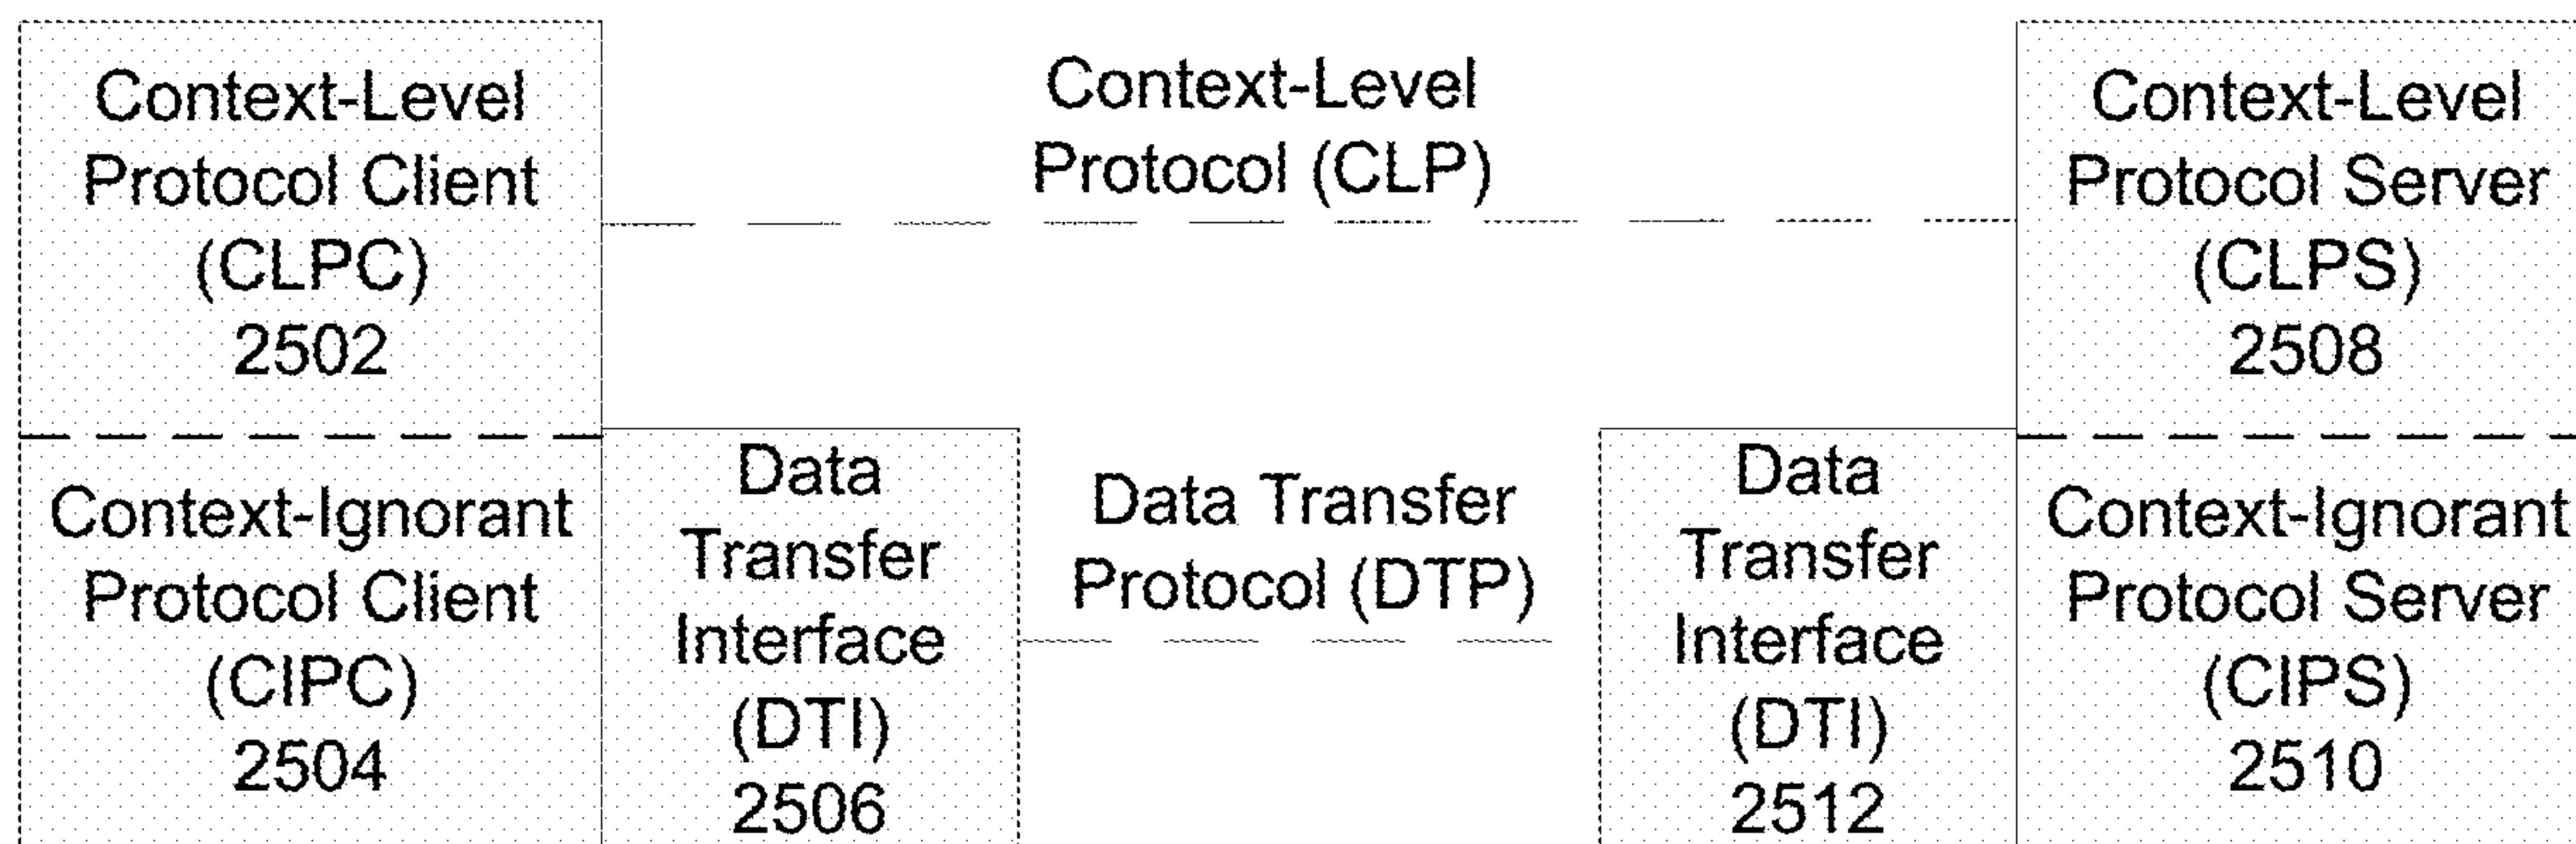 Context-Level
Protocol Client
(CLPC)
2502
Context-Level
Protocol (CLP)
Context-Level
Protocol Server
(CLPS)
2508
Context-Ignorant
Protocol Client
(CIPC)
2504
Data
Transfer
Interface
(DTI)
2506
Data Transfer
Protocol (DTP)
Data
Transfer
Interface
(DTI)
2512
Context-Ignorant
Protocol Server
(CIPS)
2510